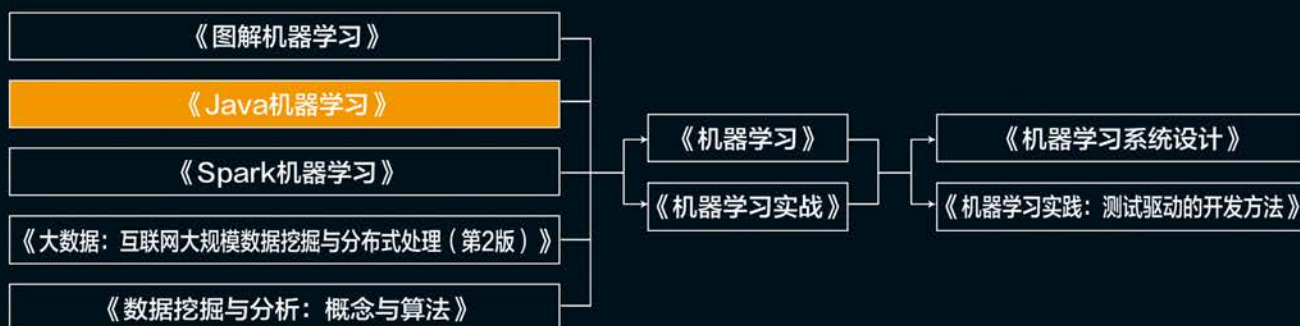 《图解机器学习》
《Java机器学习》
《Spark机器学习》
《大数据：互联网大规模数据挖掘与分布式处理（第2版）》
《数据挖掘与分析：概念与算法》
《机器学习》
《机器学习实战》
《机器学习系统设计》
《机器学习实践：测试驱动的开发方法》